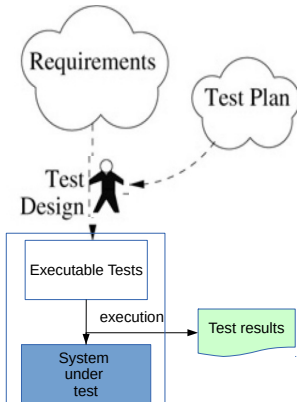 Requirements
Test Plan
Test
Design
Executable Tests
execution
Test results
System
under
test